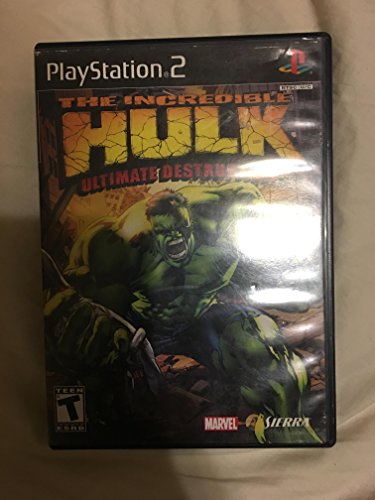 PlayStation®2
THE INCREDIBLE
HULK
ULTIMATE DESTRU
TEEN
T
ESRB
MARVEL
SIERRA